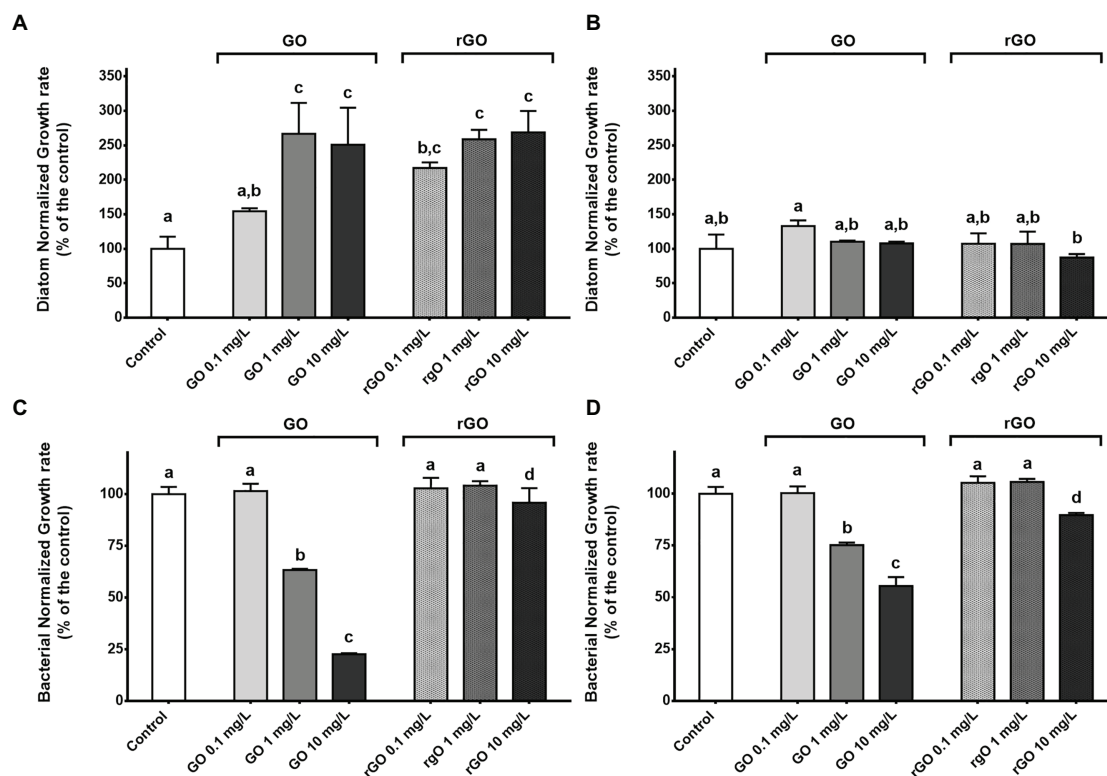 A
GO
rGO
Diatom Normalized Growth rate
(% of the control)
350
300
250
200
150
100
50
0
a
a,b
c
c
b,c
c
c
Control
GO 0.1 mg/L
GO 1 mg/L
GO 10 mg/L
rGO 0.1 mg/L
rgO 1 mg/L
rGO 10 mg/L
B
GO
rGO
Diatom Normalized Growth rate
(% of the control)
350
300
250
200
150
100
50
0
a,b
a
a,b
a,b
a,b
a,b
b
Control
GO 0.1 mg/L
GO 1 mg/L
GO 10 mg/L
rGO 0.1 mg/L
rgO 1 mg/L
rGO 10 mg/L
C
GO
rGO
Bacterial Normalized Growth rate
(% of the control)
100
75
50
25
0
a
a
b
c
a
a
d
Control
GO 0.1 mg/L
GO 1 mg/L
GO 10 mg/L
rGO 0.1 mg/L
rgO 1 mg/L
rGO 10 mg/L
D
GO
rGO
Bacterial Normalized Growth rate
(% of the control)
100
75
50
25
0
a
a
b
c
a
a
d
Control
GO 0.1 mg/L
GO 1 mg/L
GO 10 mg/L
rGO 0.1 mg/L
rgO 1 mg/L
rGO 10 mg/L